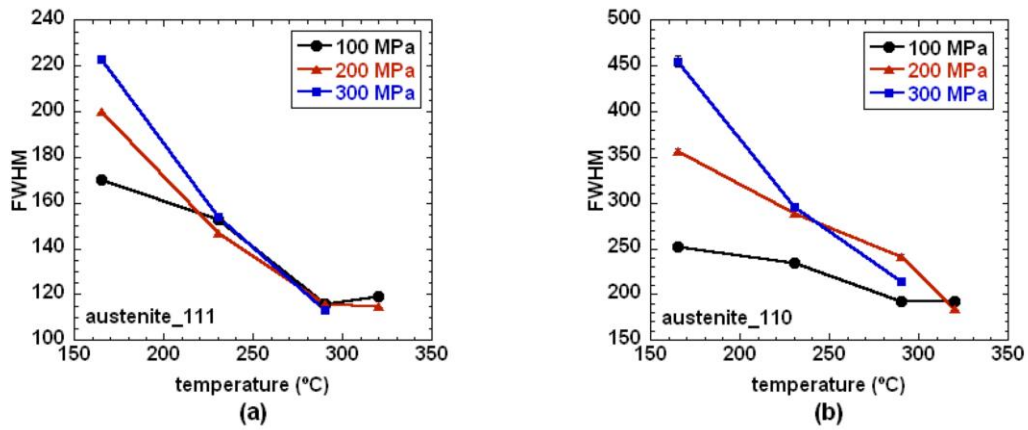 240
220
200
180
160
140
120
100
FWHM
100 MPa
200 MPa
300 MPa
austenite_111
150 200 250 300 350
temperature (ºC)
(a)
500
450
400
350
300
250
200
150
FWHM
100 MPa
200 MPa
300 MPa
austenite_110
150 200 250 300 350
temperature (ºC)
(b)